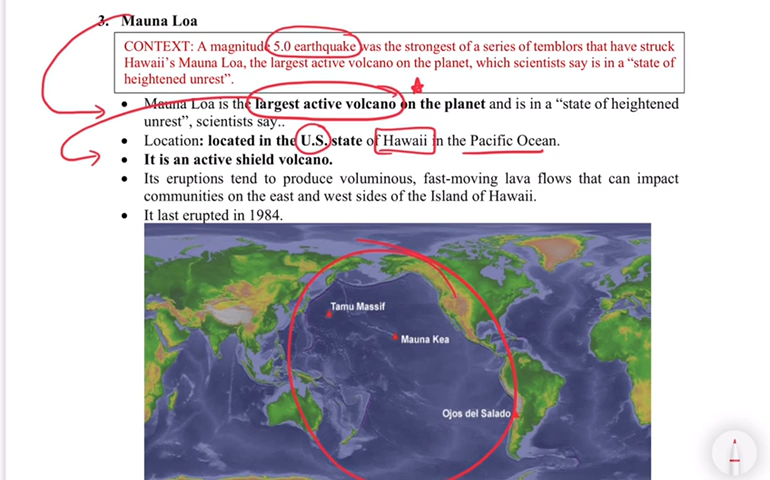 3. Mauna Loa
CONTEXT: A magnitude 5.0 earthquake was the strongest of a series of temblors that have struck
Hawaii's Mauna Loa, the largest active volcano on the planet, which scientists say is in a “state of
heightened unrest”.
• Mauna Loa is the largest active volcano on the planet and is in a “state of heightened
unrest”, scientists say..
• Location: located in the U.S. state of Hawaii in the Pacific Ocean.
• It is an active shield volcano.
• Its eruptions tend to produce voluminous, fast-moving lava flows that can impact
communities on the east and west sides of the Island of Hawaii.
• It last erupted in 1984.
Tamu Massif
Mauna Kea
Ojos del Salado